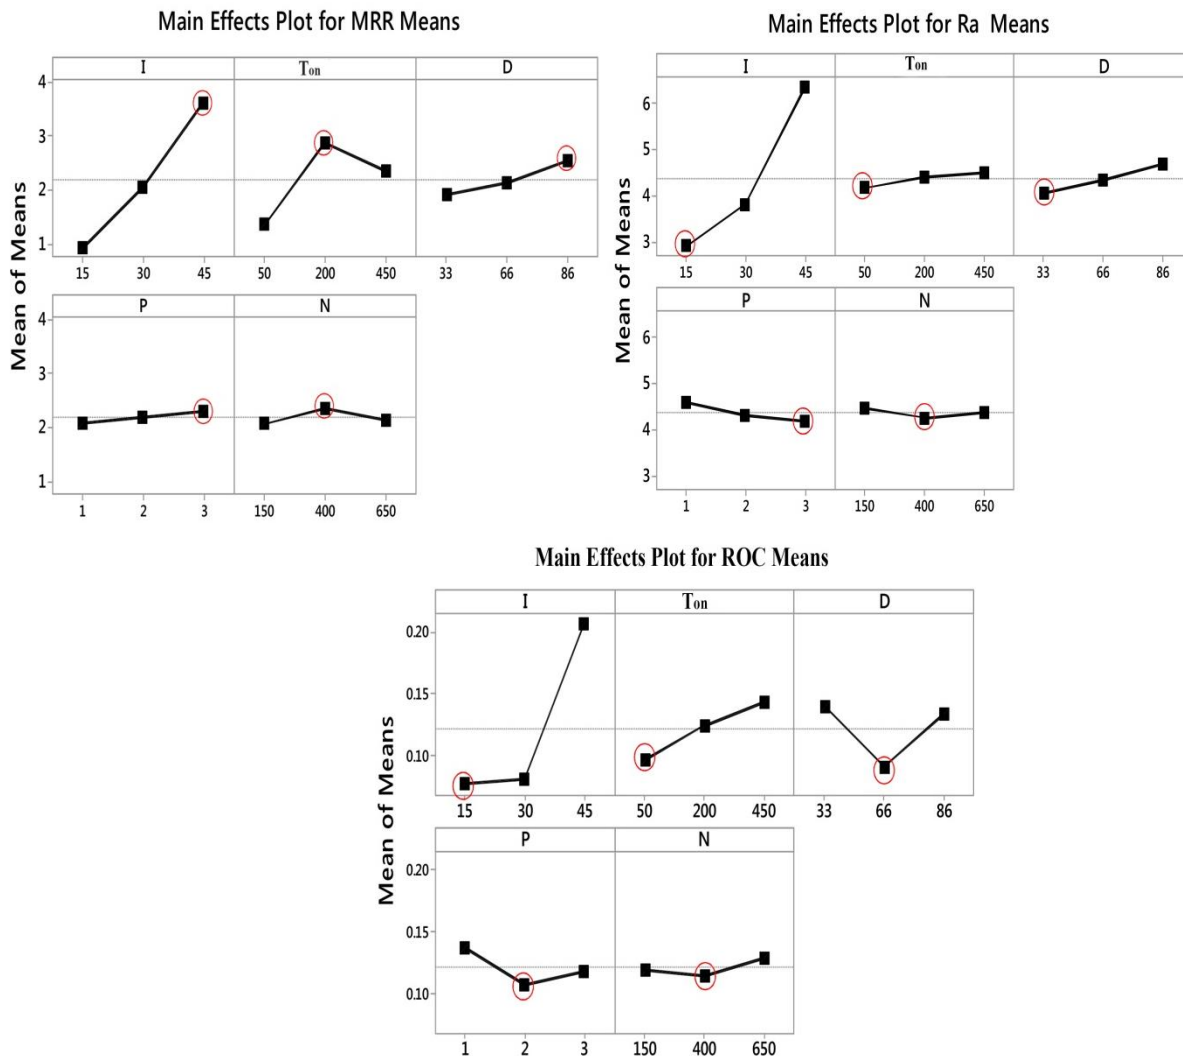 Main Effects Plot for MRR Means
I Ton D
4
3
2
1
15 30 45 50 200 450 33 66 86
P N
4
3
2
1
1 2 3 150 400 650
Mean of Means
Main Effects Plot for Ra Means
I Ton D
6
5
4
3
15 30 45 50 200 450 33 66 86
P N
6
5
4
3
1 2 3 150 400 650
Mean of Means
Main Effects Plot for ROC Means
I Ton D
0.20
0.15
0.10
15 30 45 50 200 450 33 66 86
P N
0.20
0.15
0.10
1 2 3 150 400 650
Mean of Means